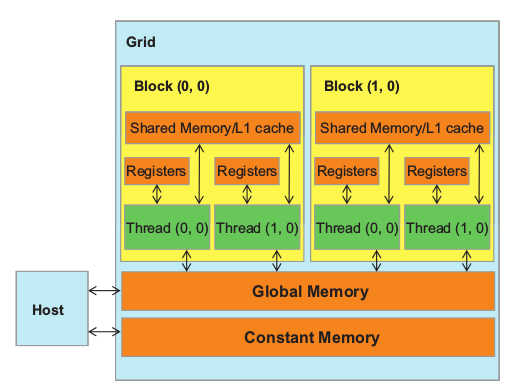 Grid
Block (0, 0)
Block (1, 0)
Shared Memory/L1 cache
Shared Memory/L1 cache
Registers
Registers
Registers
Registers
Thread (0, 0)
Thread (1, 0)
Thread (0, 0)
Thread (1, 0)
Host
Global Memory
Constant Memory